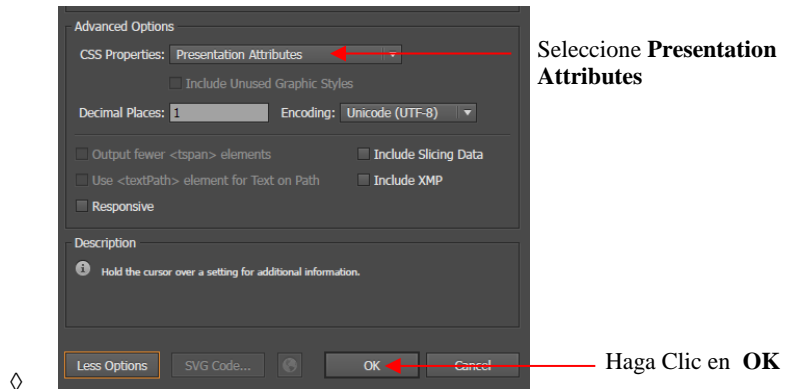 Advanced Options
CSS Properties: Presentation Attributes
Seleccione Presentation
Attributes
Include Unused Graphic Styles
Decimal Places: 1 Encoding: Unicode (UTF-8)
Output fewer <tspan> elements Include Slicing Data
Use <textPath> element for Text on Path Include XMP
Responsive
Description
Hold the cursor over a setting for additional information.
Less Options SVG Code... OK Cancel
Haga Clic en OK
◊